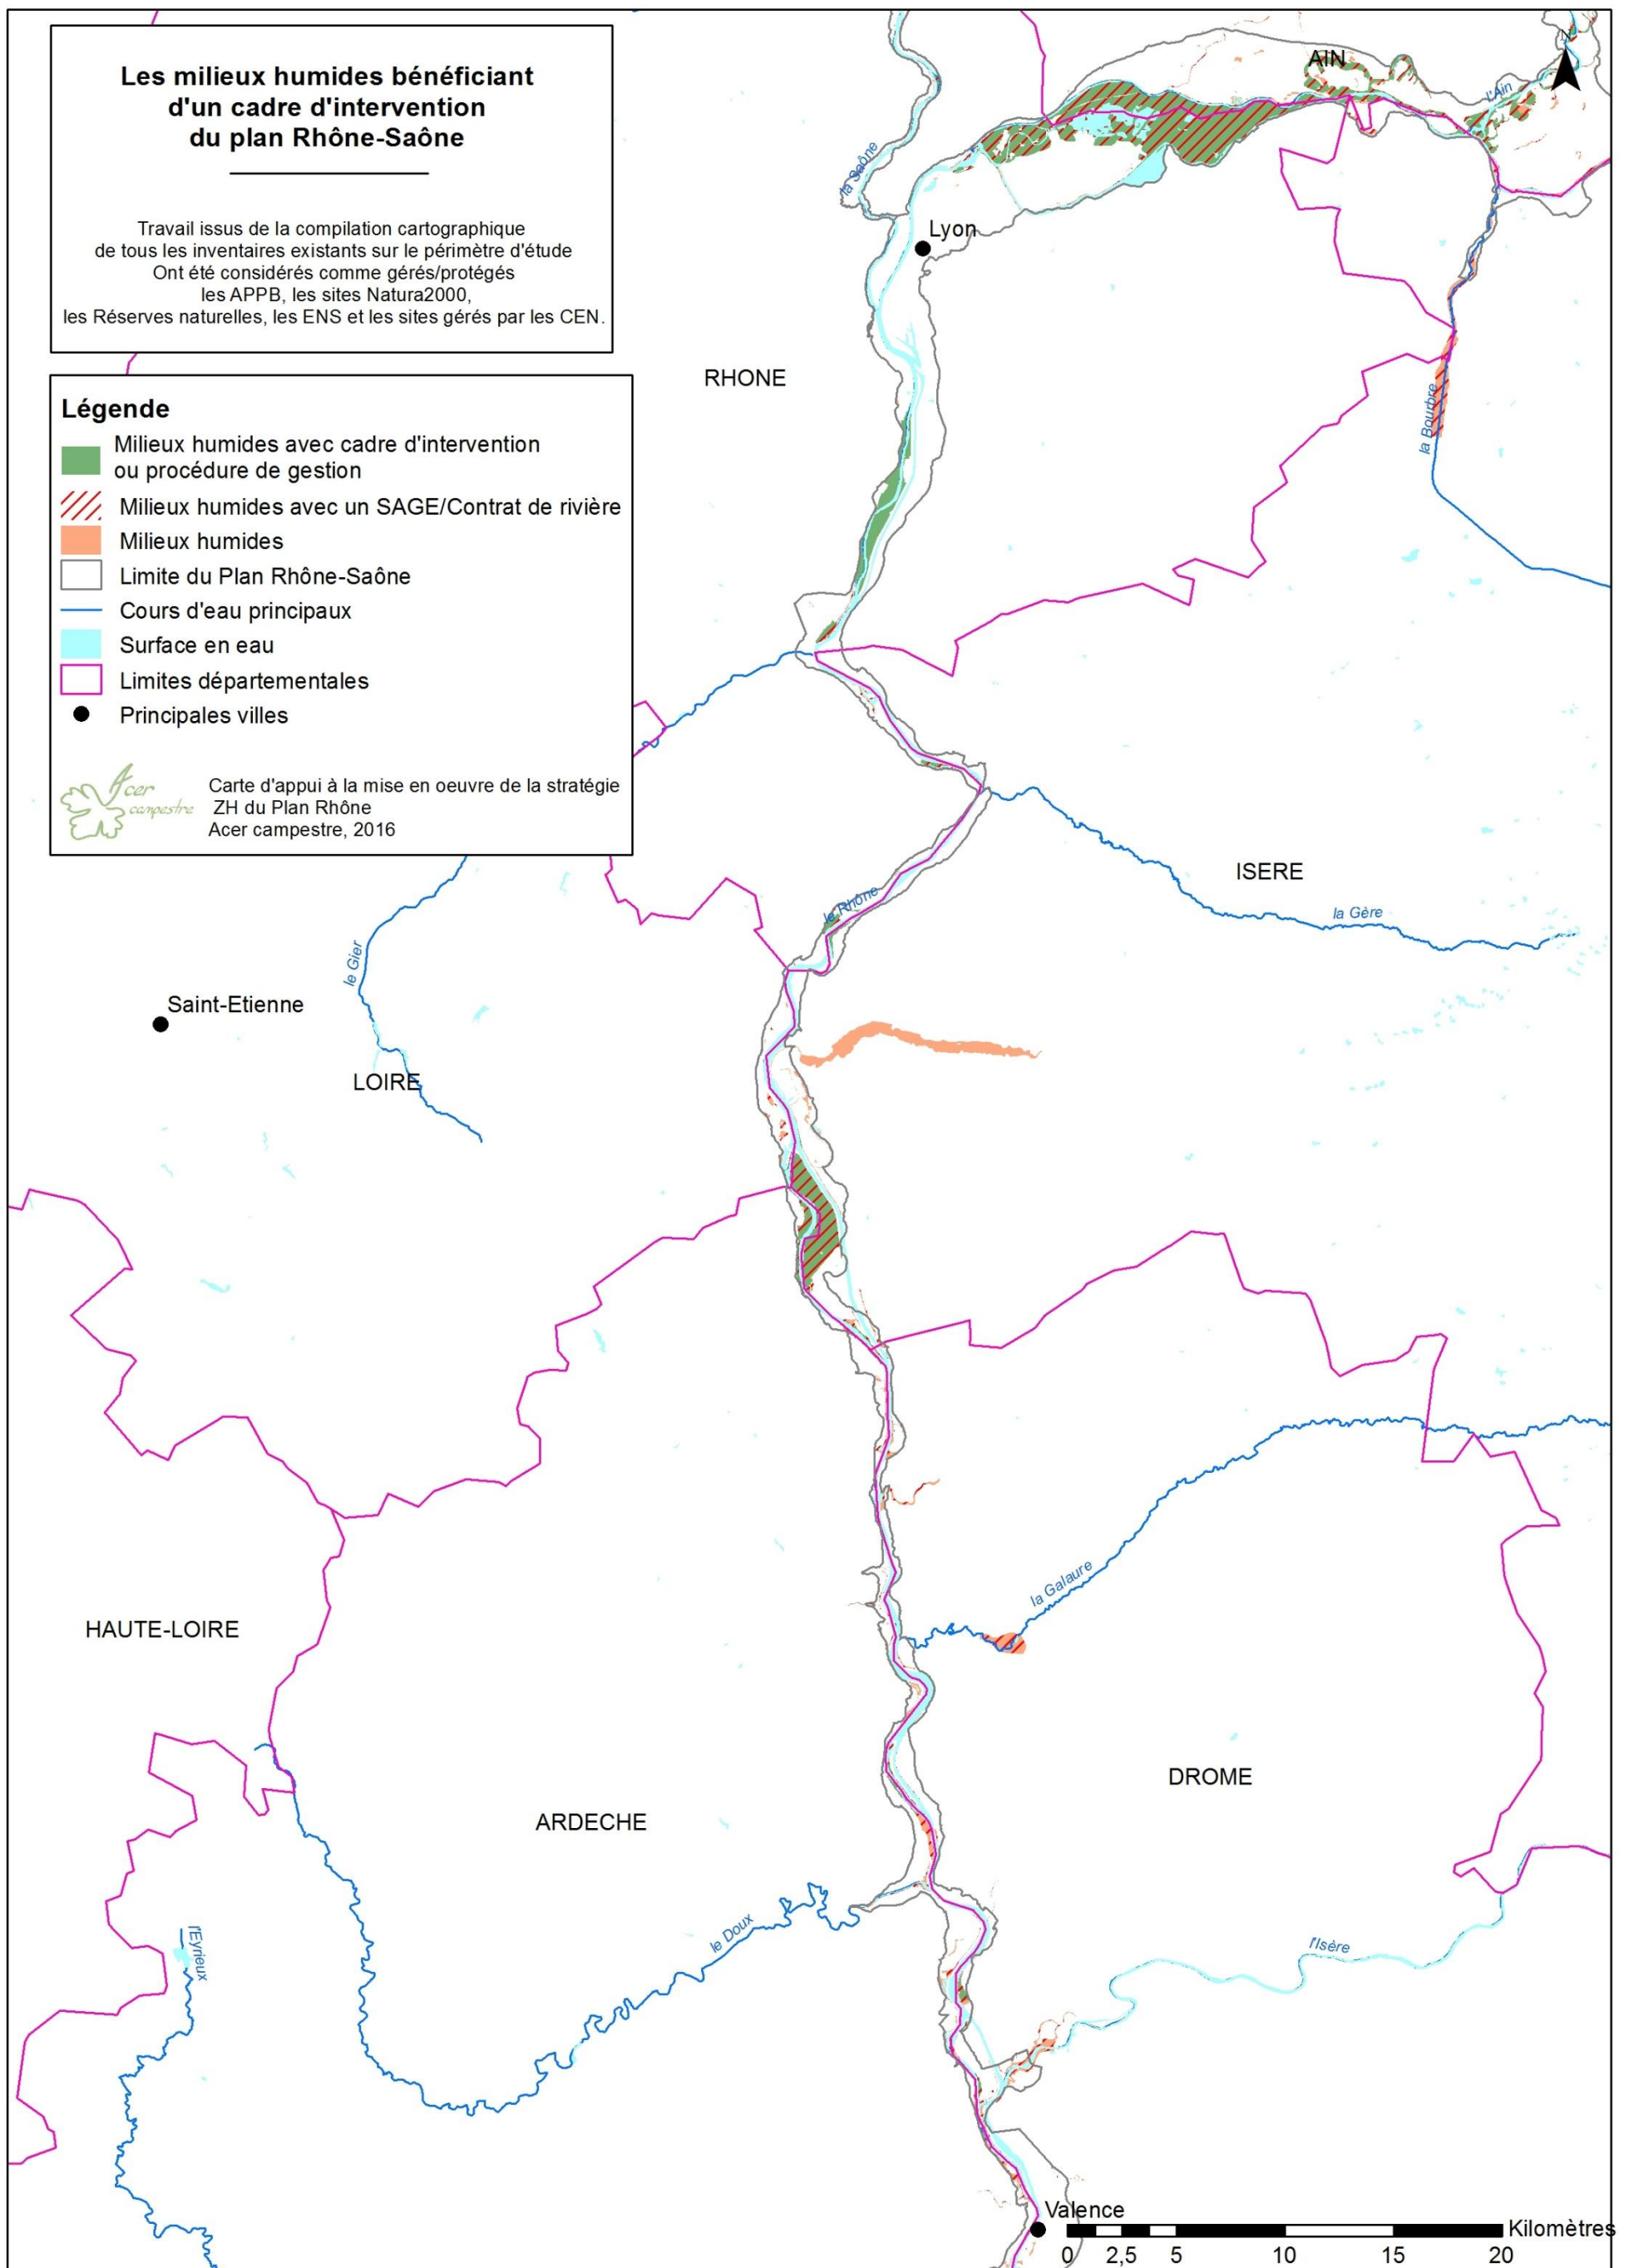 Les milieux humides bénéficiant
d'un cadre d'intervention
du plan Rhône-Saône
Travail issus de la compilation cartographique
de tous les inventaires existants sur le périmètre d'étude
Ont été considérés comme gérés/protégés
les APPB, les sites Natura2000,
les Réserves naturelles, les ENS et les sites gérés par les CEN.
Légende
Milieux humides avec cadre d'intervention
ou procédure de gestion
Milieux humides avec un SAGE/Contrat de rivière
Milieux humides
Limite du Plan Rhône-Saône
Cours d'eau principaux
Surface en eau
Limites départementales
Principales villes
Acer
campestre
Carte d'appui à la mise en oeuvre de la stratégie
ZH du Plan Rhône
Acer campestre, 2016
N
AIN
l'Ain
la Saône
Lyon
RHONE
la Bourbre
ISERE
le Rhône
la Gère
le Gier
Saint-Etienne
LOIRE
la Galaure
HAUTE-LOIRE
DROME
ARDECHE
le Doux
l'Eyrieux
l'Isère
Valence
Kilomètres
0 2,5 5 10 15 20